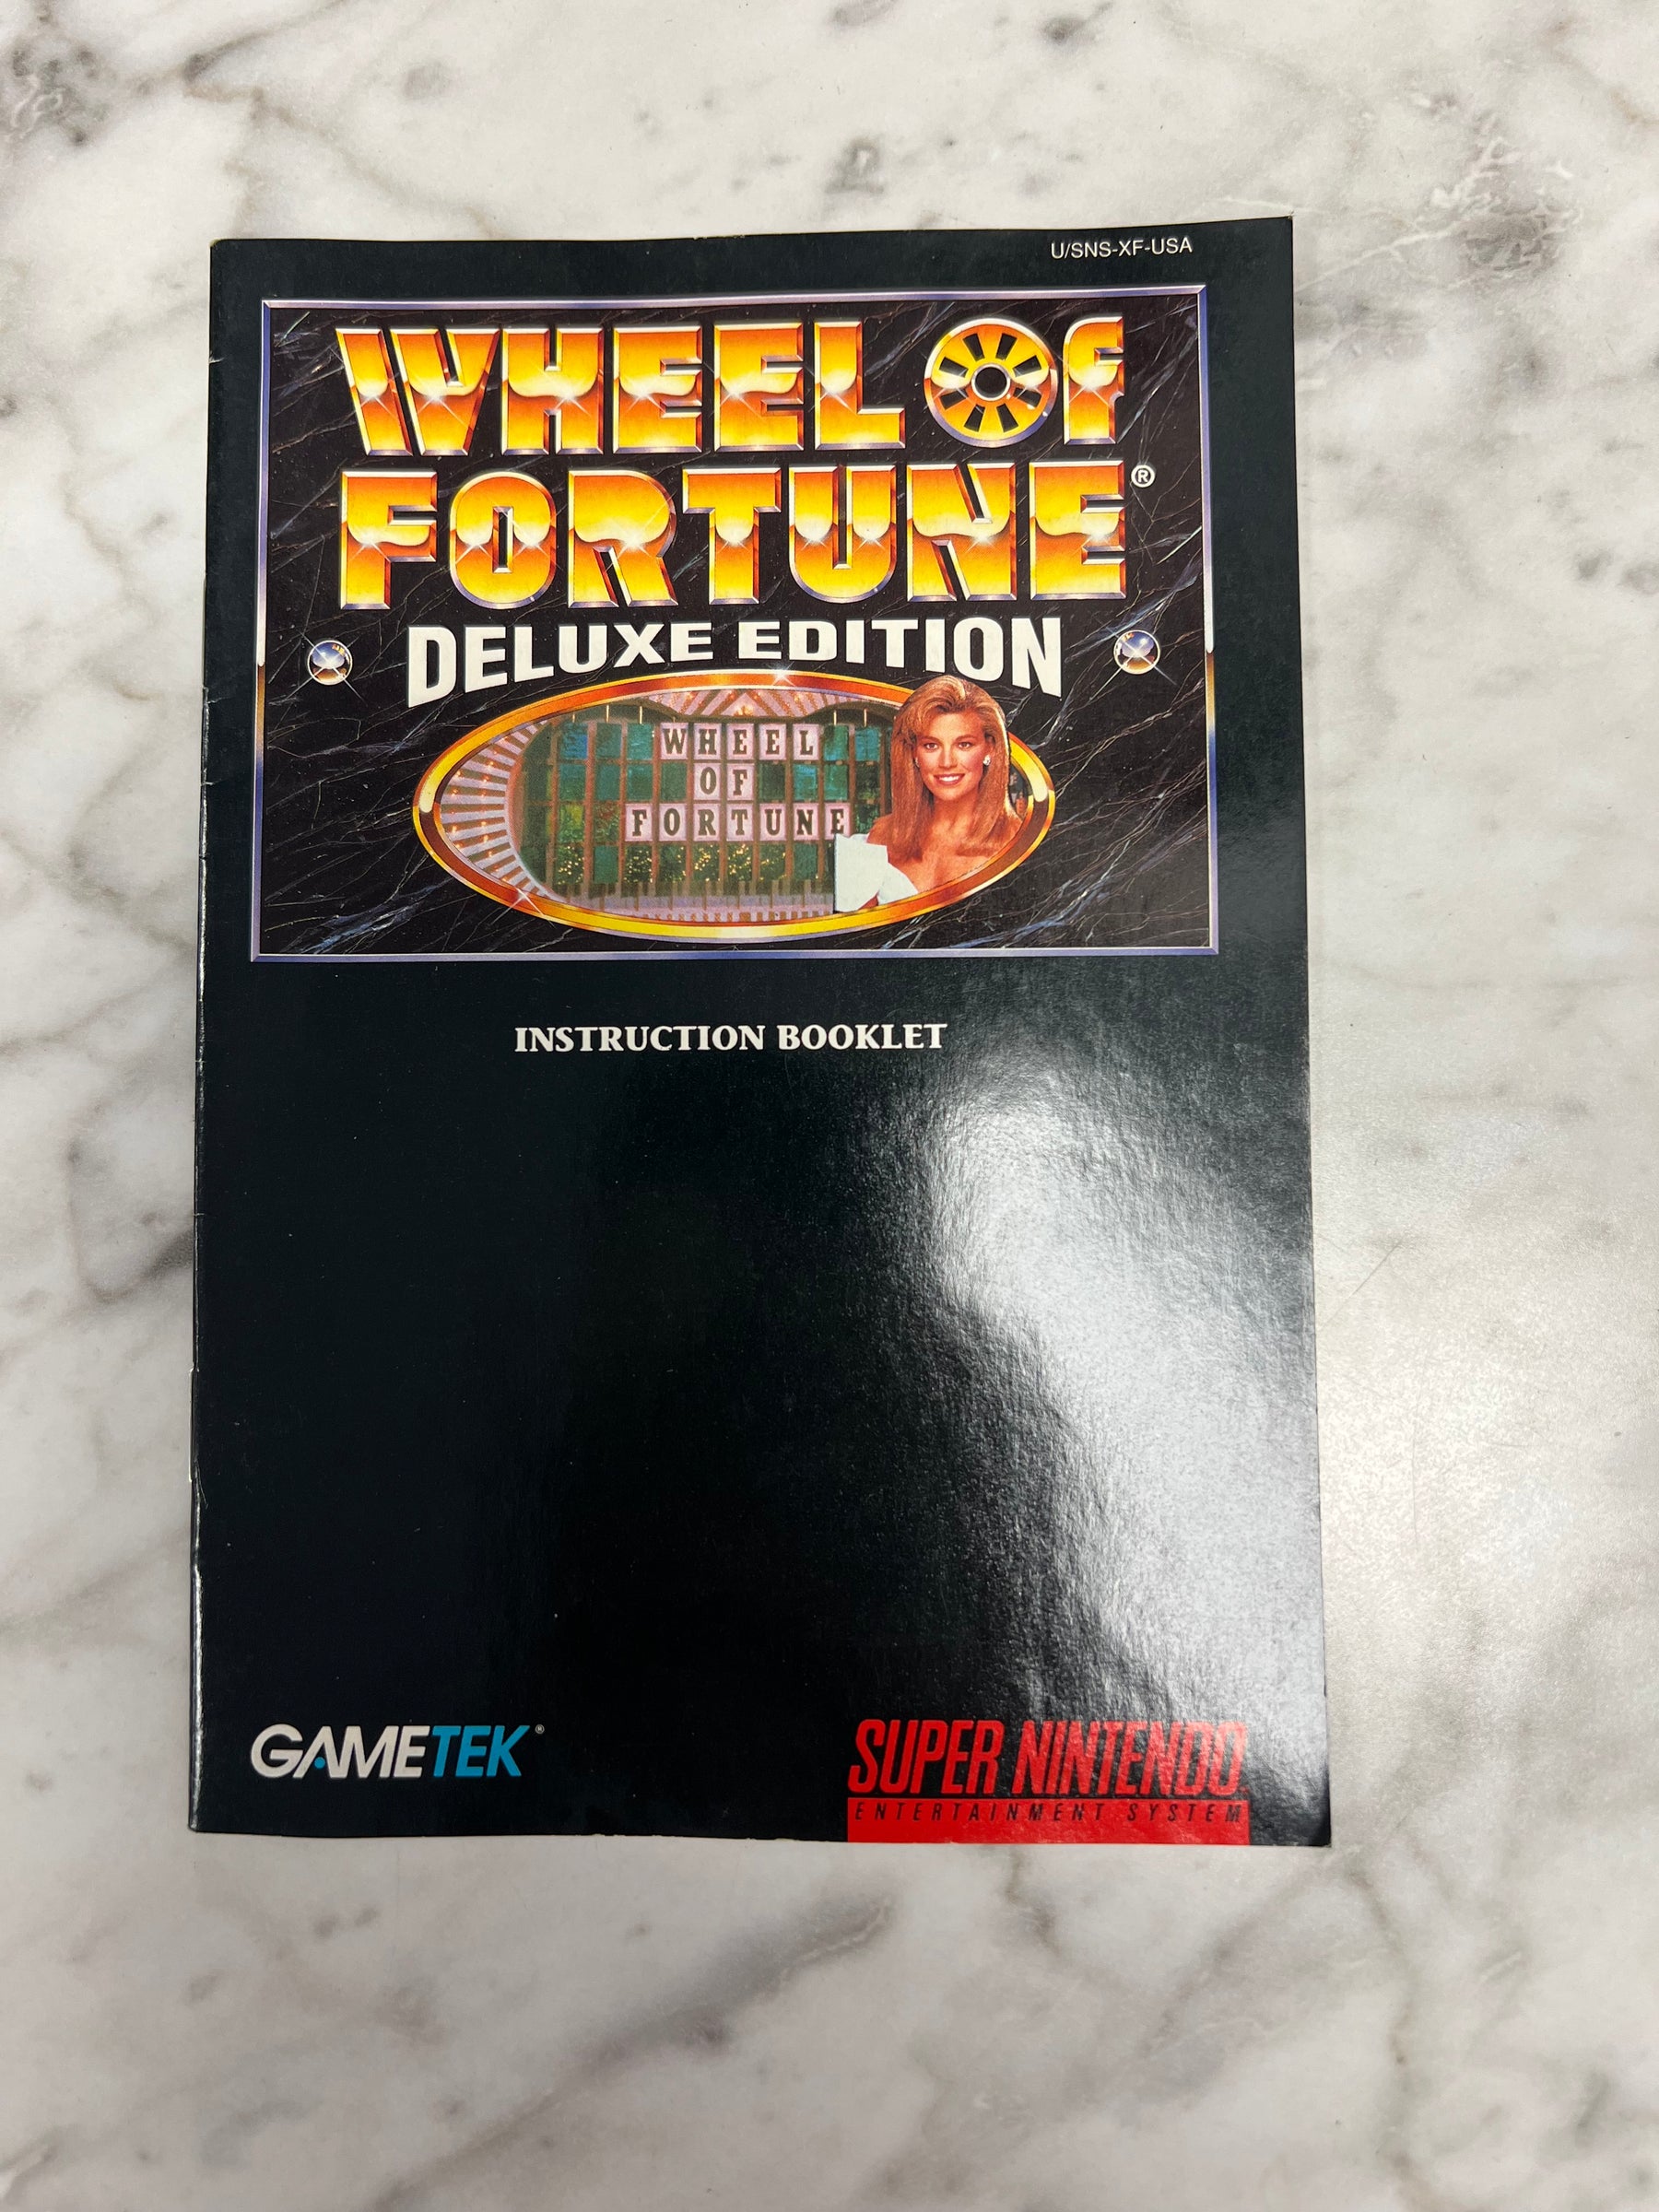 U/SNS-XF-USA
WHEEL OF
FORTUNE®
DELUXE EDITION
WHEEL
OF
FORTUNE
INSTRUCTION BOOKLET
GAMETEK®
SUPER NINTENDO
ENTERTAINMENT SYSTEM